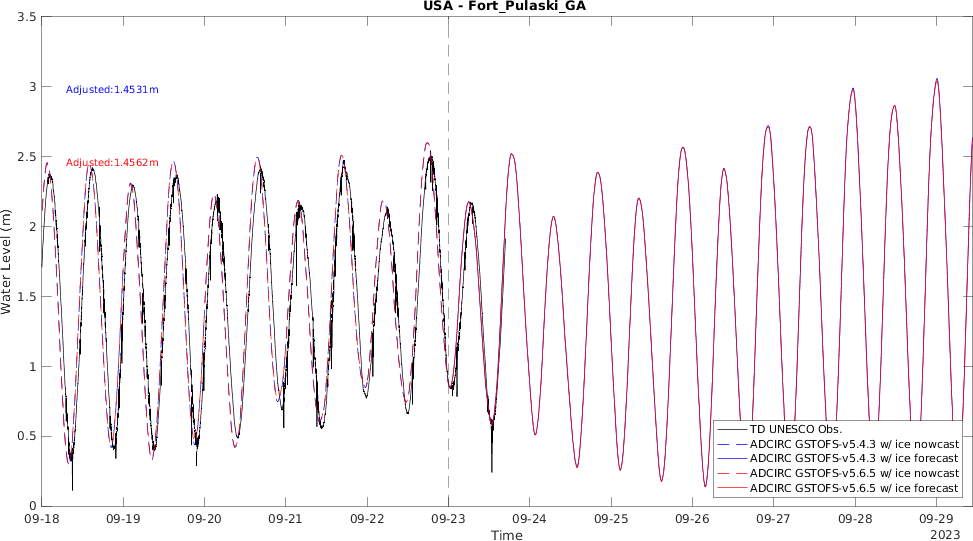 USA - Fort_Pulaski_GA
3.5
3
2.5
2
1.5
1
0.5
0
Water Level (m)
Adjusted:1.4531m
Adjusted:1.4562m
TD UNESCO Obs.
ADCIRC GSTOFS-v5.4.3 w/ ice nowcast
ADCIRC GSTOFS-v5.4.3 w/ ice forecast
ADCIRC GSTOFS-v5.6.5 w/ ice nowcast
ADCIRC GSTOFS-v5.6.5 w/ ice forecast
09-18 09-19 09-20 09-21 09-22 09-23 09-24 09-25 09-26 09-27 09-28 09-29
2023
Time